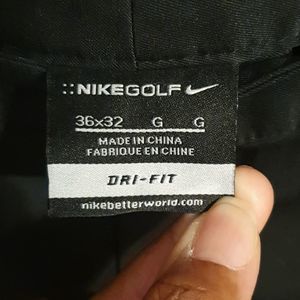 ::NIKEGOLF
36x32 G G
MADE IN CHINA
FABRIQUE EN CHINE
DRI-FIT
nikebetterworld.com